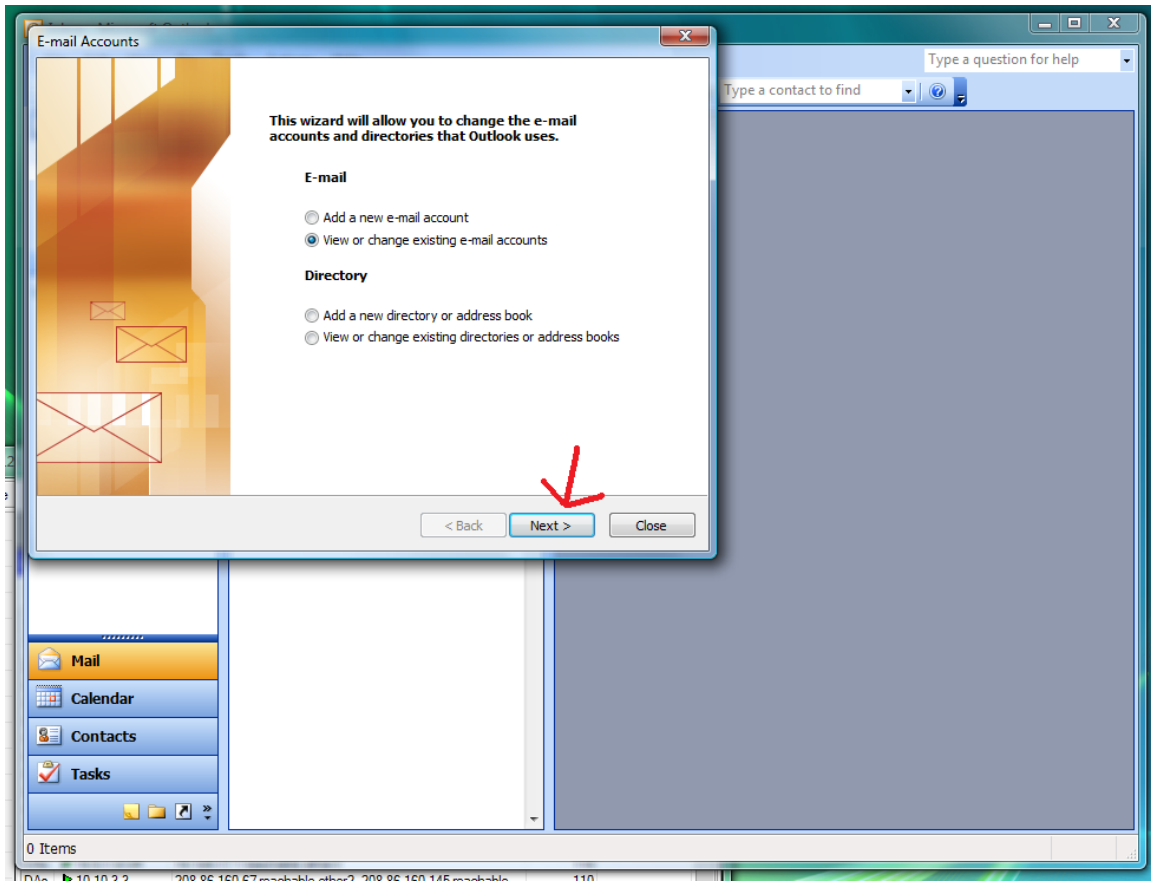 E-mail Accounts
Type a question for help
Type a contact to find
This wizard will allow you to change the e-mail
accounts and directories that Outlook uses.
E-mail
Add a new e-mail account
View or change existing e-mail accounts
Directory
Add a new directory or address book
View or change existing directories or address books
< Back Next > Close
Mail
Calendar
Contacts
Tasks
0 Items